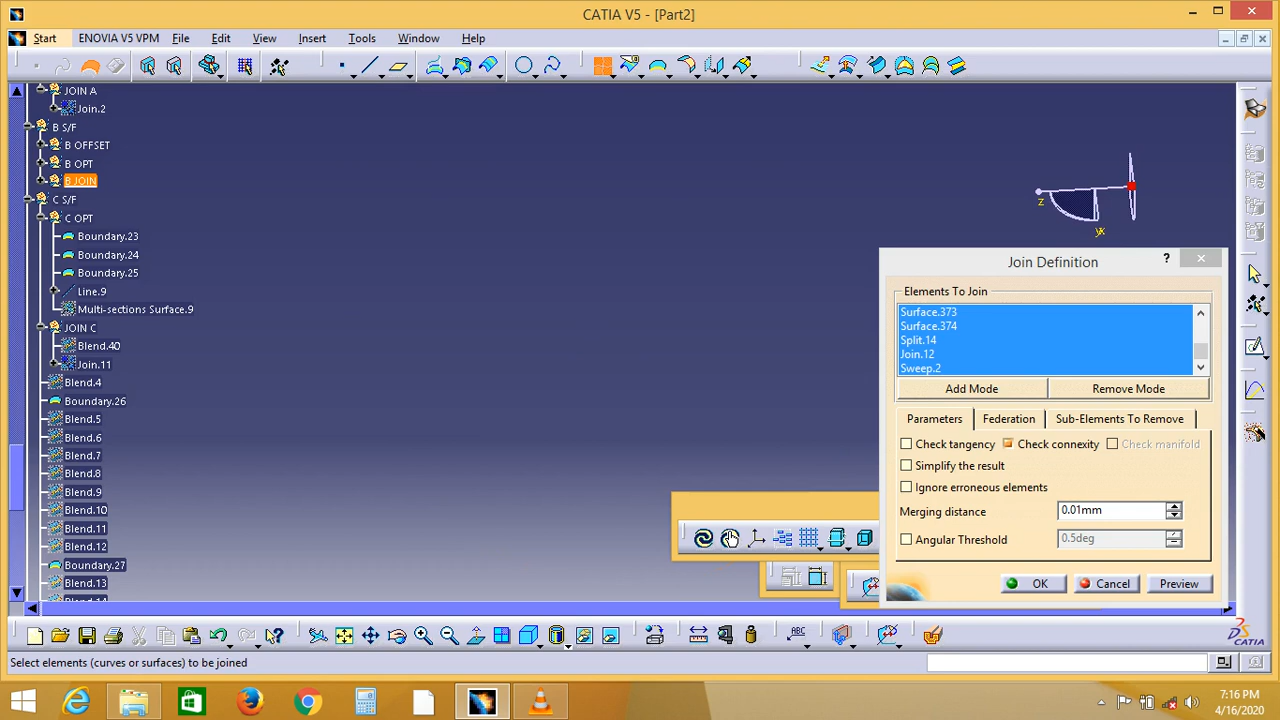 CATIA V5 - [Part2]
Start ENOVIA V5 VPM File Edit View Insert Tools Window Help
JOIN A
Join.2
B S/F
B OFFSET
B OPT
B JOIN
C S/F
C OPT
Boundary.23
Boundary.24
Boundary.25
Line.9
Multi-sections Surface.9
JOIN C
Blend.40
Join.11
Blend.4
Boundary.26
Blend.5
Blend.6
Blend.7
Blend.8
Blend.9
Blend.10
Blend.11
Blend.12
Boundary.27
Blend.13
z
yx
Join Definition ?
Elements To Join
Surface.373
Surface.374
Split.14
Join.12
Sweep.2
Add Mode Remove Mode
Parameters Federation Sub-Elements To Remove
Check tangency Check connexity Check manifold
Simplify the result
Ignore erroneous elements
Merging distance 0.01mm
Angular Threshold 0.5deg
OK Cancel Preview
ABC
CATIA
Select elements (curves or surfaces) to be joined
7:16 PM
4/16/2020